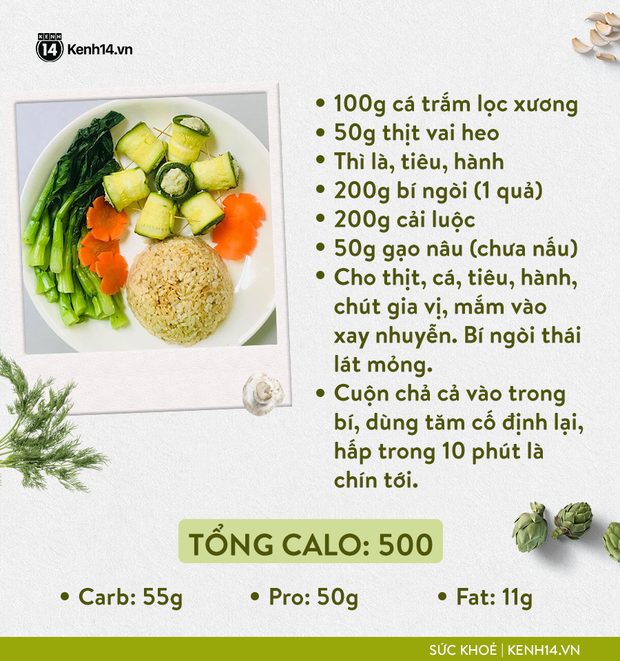 KENH
14 Kenh14.vn
• 100g cá trắm lọc xương
• 50g thịt vai heo
• Thì là, tiêu, hành
• 200g bí ngòi (1 quả)
• 200g cải luộc
• 50g gạo nâu (chưa nấu)
• Cho thịt, cá, tiêu, hành,
chút gia vị, mắm vào
xay nhuyễn. Bí ngòi thái
lát mỏng.
• Cuộn chả cả vào trong
bí, dùng tăm cố định lại,
hấp trong 10 phút là
chín tới.
TỔNG CALO: 500
• Carb: 55g • Pro: 50g • Fat: 11g
SỨC KHOẺ | KENH14.VN